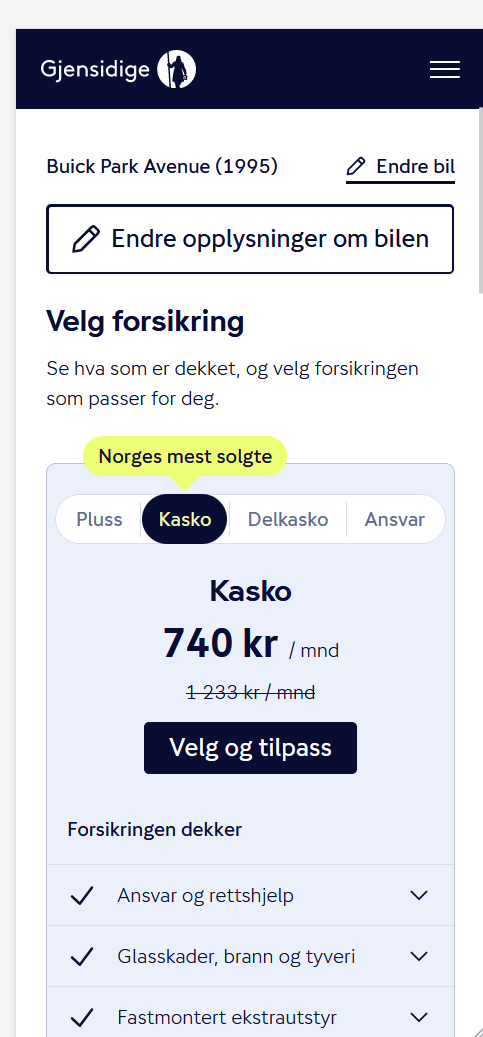 Gjensidige
Buick Park Avenue (1995)
Endre bil
Endre opplysninger om bilen
Velg forsikring
Se hva som er dekket, og velg forsikringen
som passer for deg.
Norges mest solgte
Pluss
Kasko
Delkasko
Ansvar
Kasko
740 kr / mnd
1 233 kr / mnd
Velg og tilpass
Forsikringen dekker
Ansvar og rettshjelp
Glasskader, brann og tyveri
Fastmontert ekstrautstyr